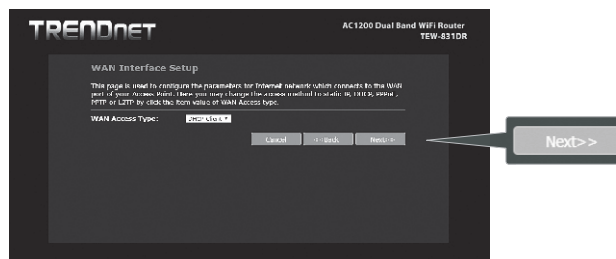 TRENDNET
AC1200 Dual Band WiFi Router
TEW-831DR
WAN Interface Setup
This page is used to configure the parameters for Internet network which connects to the WAN
port of your Access Point. Here you may change the access method to static IP, DHCP, PPPoE,
PPTP or L2TP by click the item value of WAN Access type.
WAN Access Type: DHCP Client
Cancel <<Back Next>>
Next>>